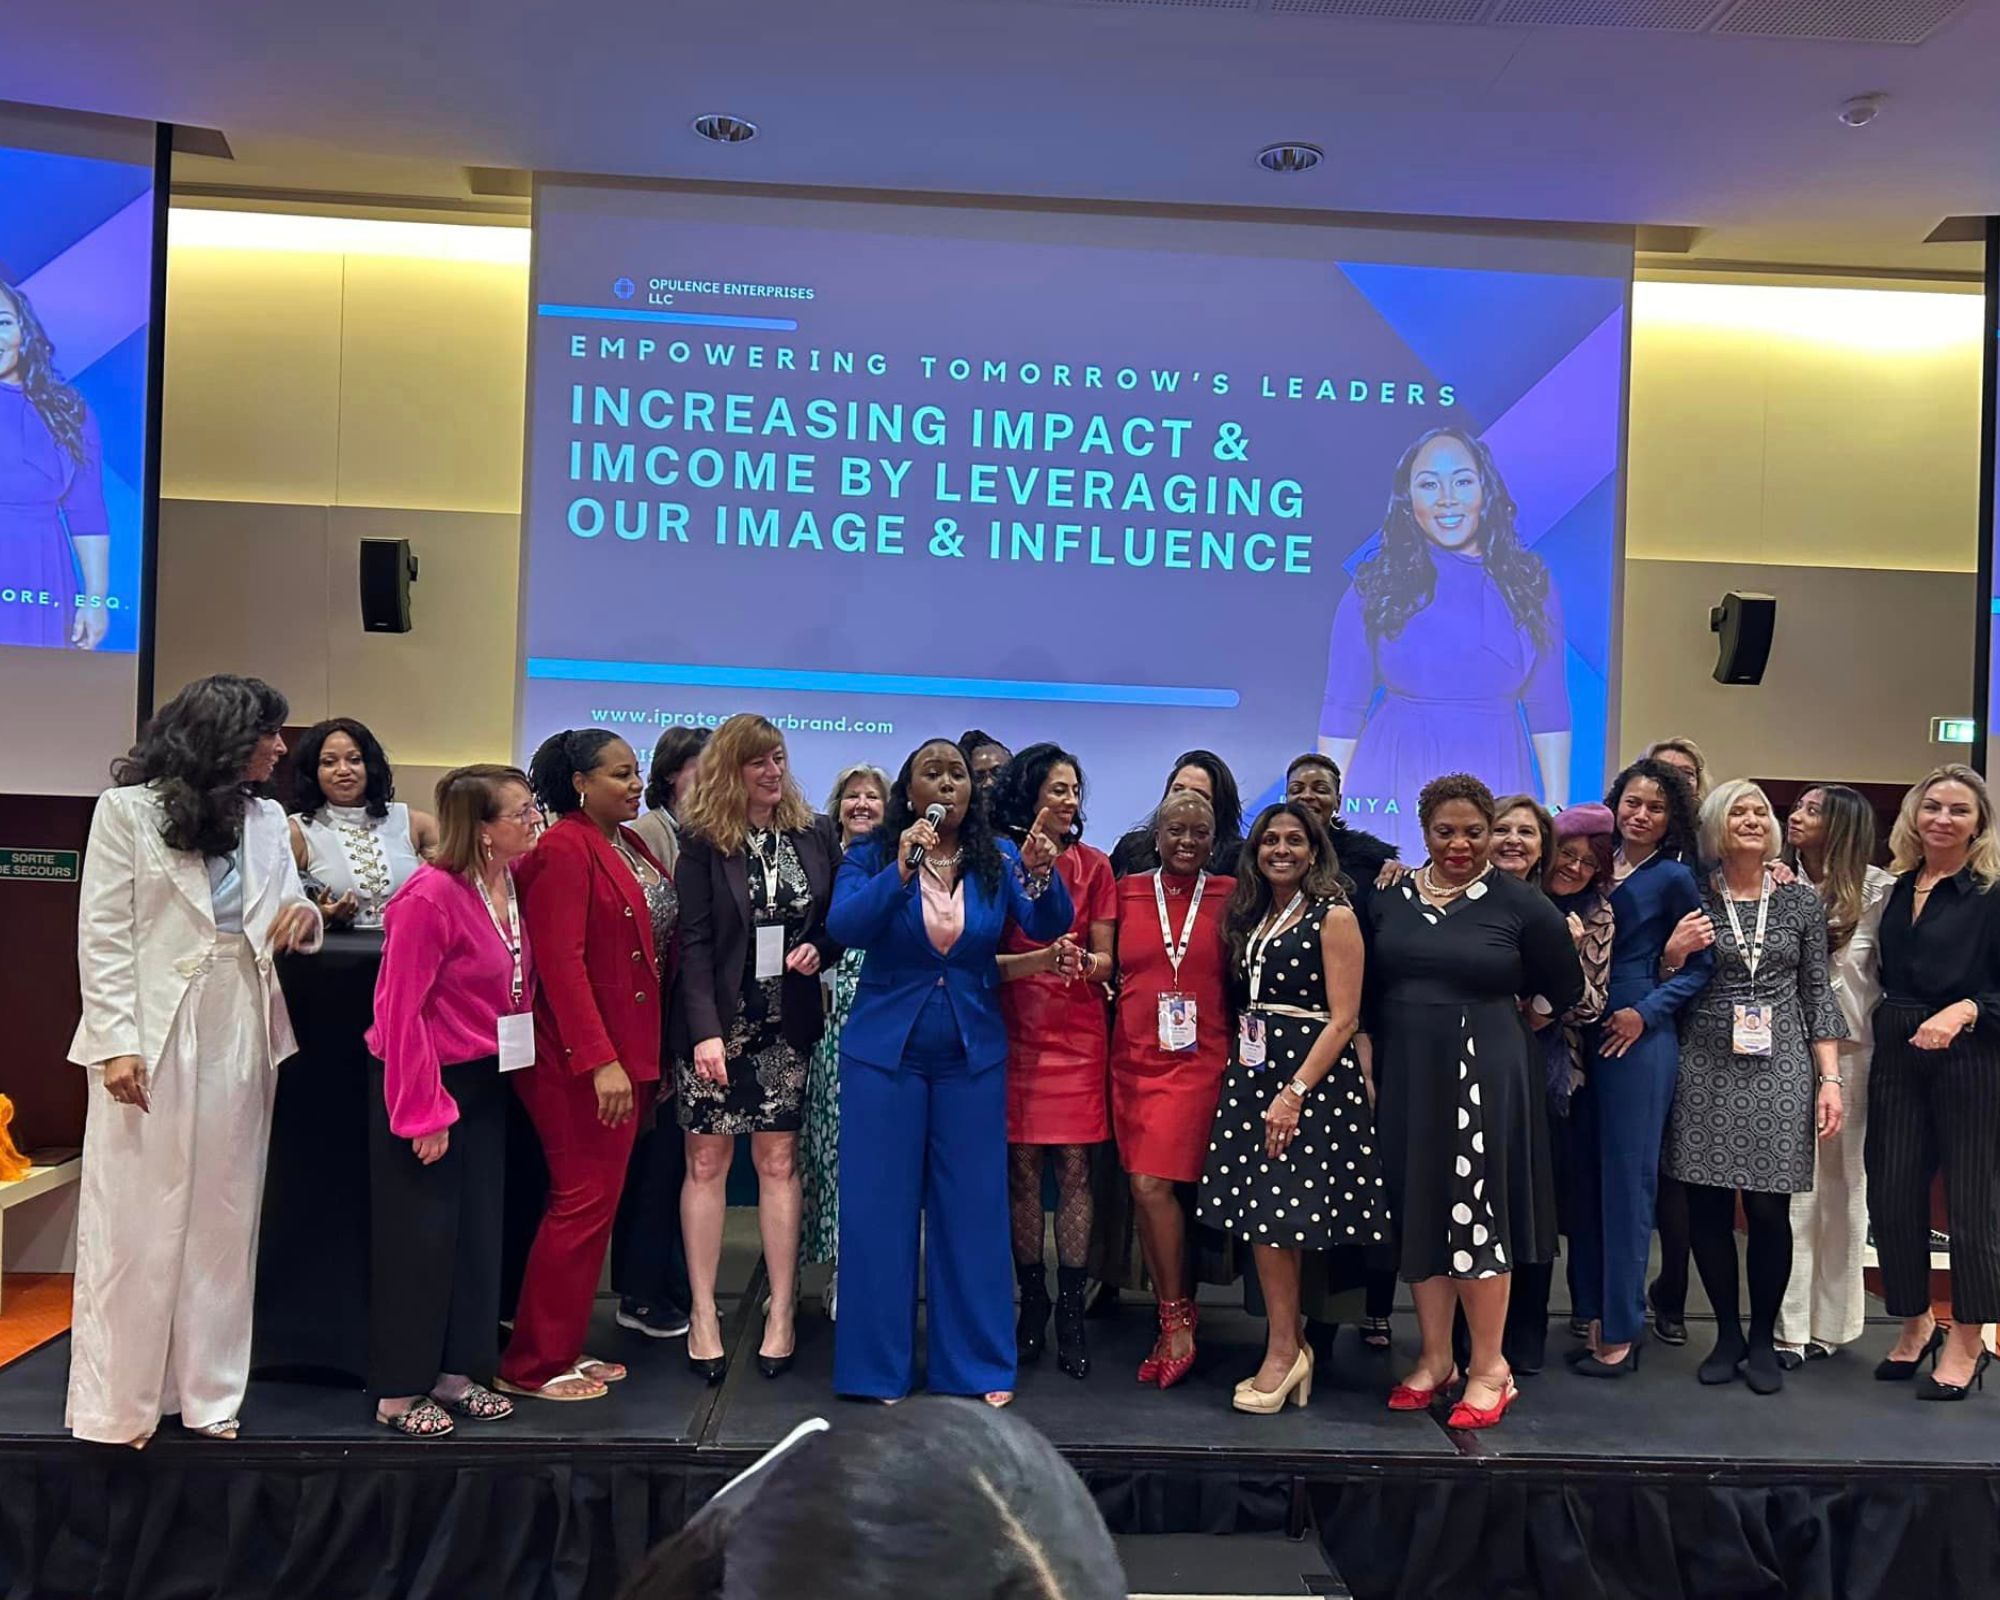 OPULENCE ENTERPRISES
LLC
EMPOWERING TOMORROW'S LEADERS
INCREASING IMPACT &
IMCOME BY LEVERAGING
OUR IMAGE & INFLUENCE
ORE, ESQ.
NYA
SORTIE
DE SECOURS